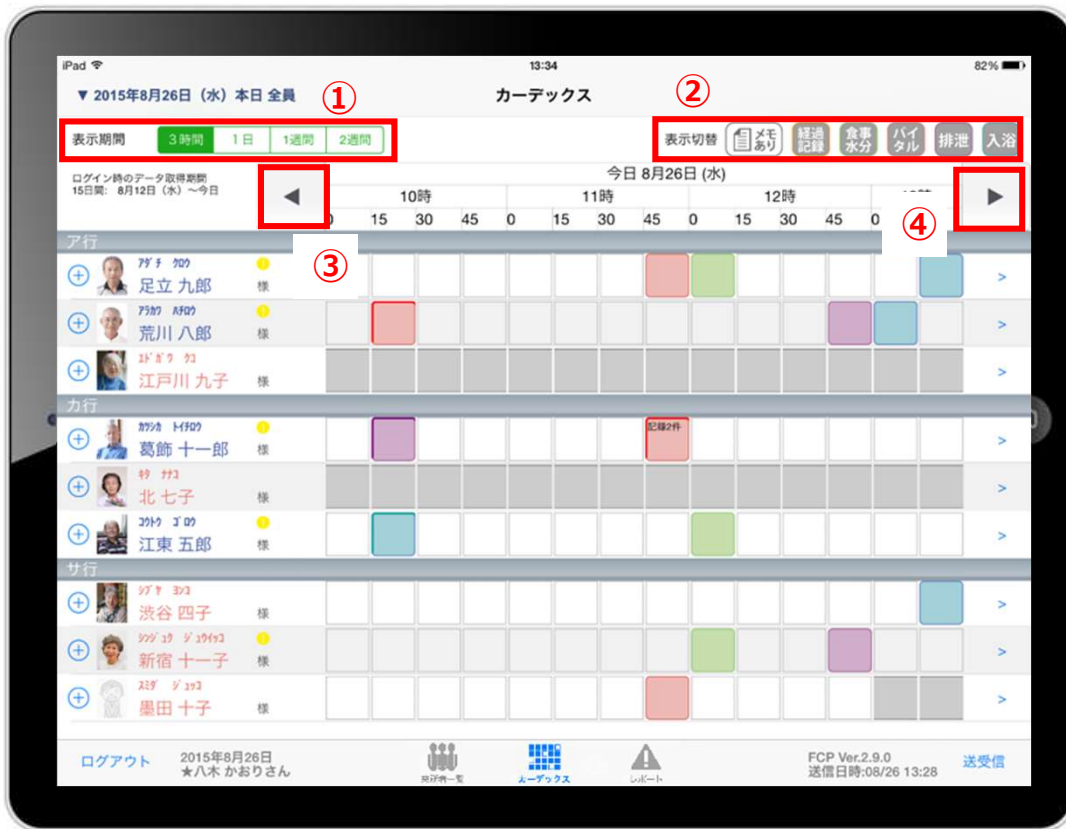 iPad 13:34 82%
▼ 2015年8月26日（水）本日 全員 ① カーデックス ②
表示期間 3時間 1日 1週間 2週間 表示切替 メモあり 経過記録 食事水分 バイタル 排泄 入浴
ログイン時のデータ取得期間
15日間: 8月12日（水）～今日
◀ 今日 8月26日 (水) ▶
10時 11時 12時
15 30 45 0 15 30 45 0 15 30 45 0 ④
ア行
③
ｱﾀﾞﾁ ｸﾛｳ
足立 九郎 様 >
ｱﾗｶﾜ ﾊﾁﾛｳ
荒川 八郎 様 >
ｴﾄﾞｶﾞﾜ ｸｺ
江戸川 九子 様 >
カ行
ｶﾂｼｶ ﾄｲﾁﾛｳ 記録2件
葛飾 十一郎 様 >
ｷﾀ ﾅﾅｺ
北 七子 様 >
ｺｳﾄｳ ｺﾞﾛｳ
江東 五郎 様 >
サ行
ｼﾌﾞﾔ ﾖﾝｺ
渋谷 四子 様 >
ｼﾝｼﾞｭｸ ｼﾞｭｳｲｯｺ
新宿 十一子 様 >
ｽﾐﾀﾞ ｼﾞｭｯｺ
墨田 十子 様 >
ログアウト 2015年8月26日
★八木 かおりさん
カーデックス レポート
FCP Ver.2.9.0
送信日時:08/26 13:28 送受信